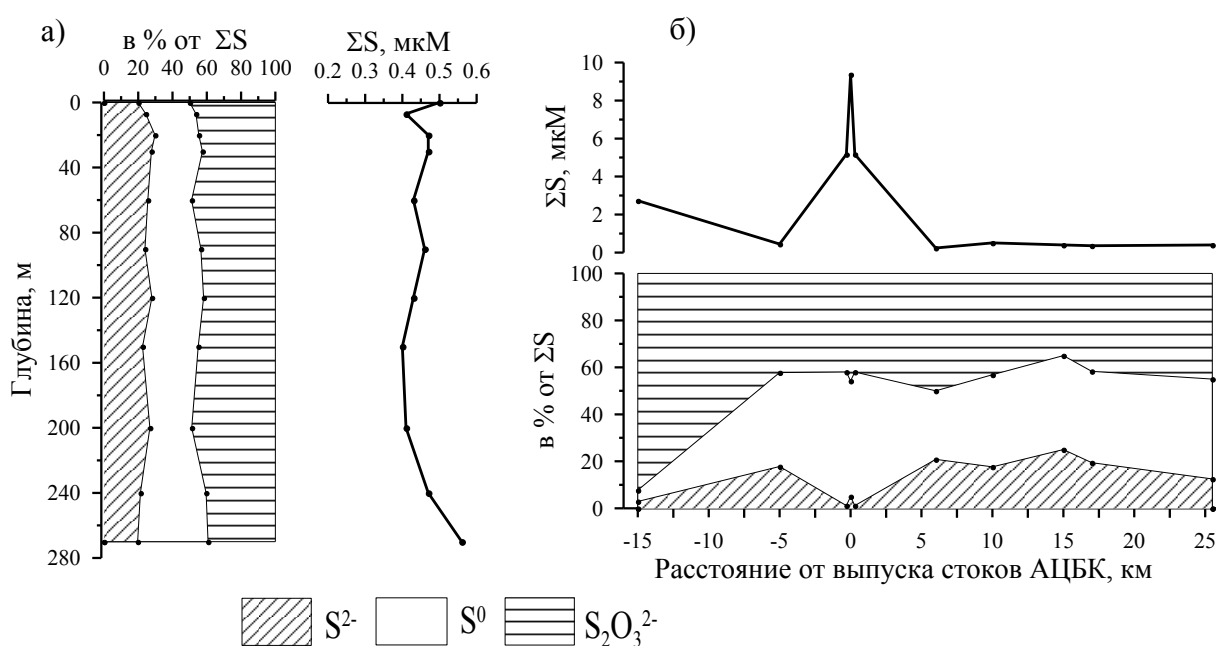 а)
в % от ΣS
0 20 40 60 80 100
ΣS, мкМ
0.2 0.3 0.4 0.5 0.6
Глубина, м
0
40
80
120
160
200
240
280
б)
ΣS, мкМ
10
8
6
4
2
0
в % от ΣS
100
80
60
40
20
0
-15 -10 -5 0 5 10 15 20 25
Расстояние от выпуска стоков АЦБК, км
S²⁻ S⁰ S₂O₃²⁻